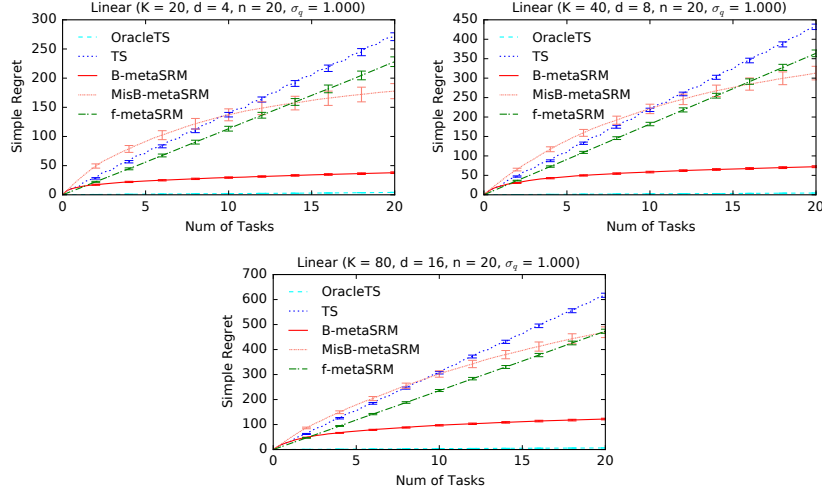 Linear (K = 20, d = 4, n = 20, σq = 1.000)
Simple Regret
300
250
200
150
100
50
0
OracleTS
TS
B-metaSRM
MisB-metaSRM
f-metaSRM
0 5 10 15 20
Num of Tasks
Linear (K = 40, d = 8, n = 20, σq = 1.000)
Simple Regret
450
400
350
300
250
200
150
100
50
0
OracleTS
TS
B-metaSRM
MisB-metaSRM
f-metaSRM
0 5 10 15 20
Num of Tasks
Linear (K = 80, d = 16, n = 20, σq = 1.000)
Simple Regret
700
600
500
400
300
200
100
0
OracleTS
TS
B-metaSRM
MisB-metaSRM
f-metaSRM
0 5 10 15 20
Num of Tasks